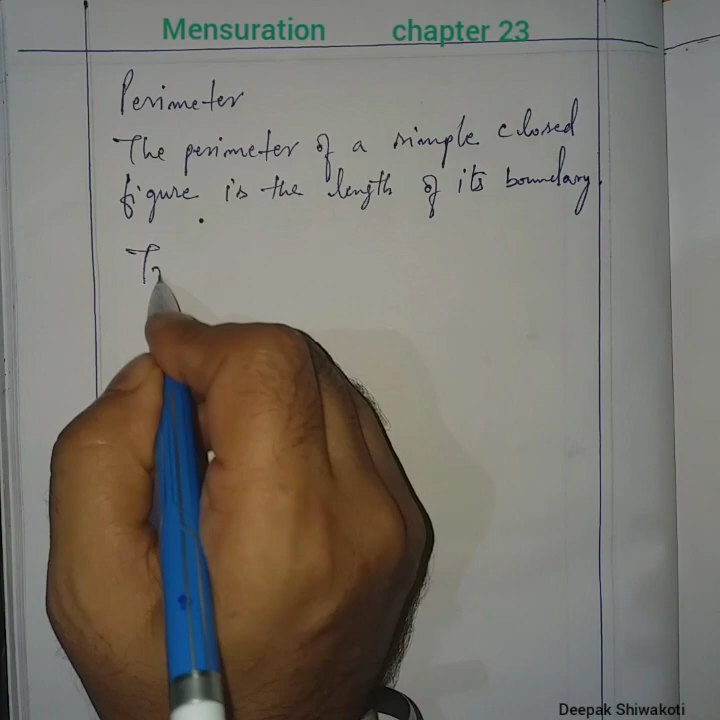 Mensuration chapter 23
Perimeter
The perimeter of a simple closed
figure is the length of its boundary.
Deepak Shiwakoti